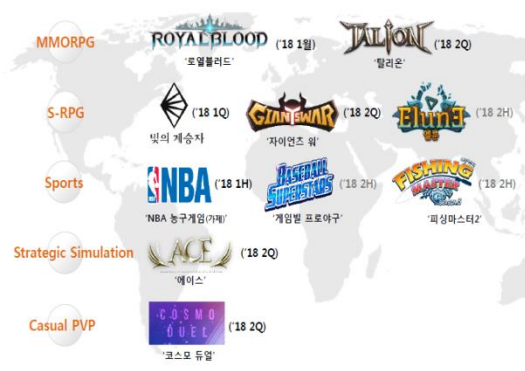 MMORPG
ROYAL BLOOD ('18 1월)
'로열블러드'
TALION ('18 2Q)
'탈리온'
S-RPG
('18 1Q)
빛의 계승자
GIANTS WAR ('18 2Q)
'자이언츠 워'
Elune ('18 2H)
엘룬
Sports
NBA ('18 1H)
'NBA 농구게임(가제)'
BASEBALL SUPERSTARS ('18 2H)
'게임빌 프로야구'
FISHING MASTER ('18 2H)
'피싱마스터2'
Strategic Simulation
ACE ('18 2Q)
'에이스'
Casual PVP
COSMO DUEL ('18 2Q)
'코스모 듀얼'